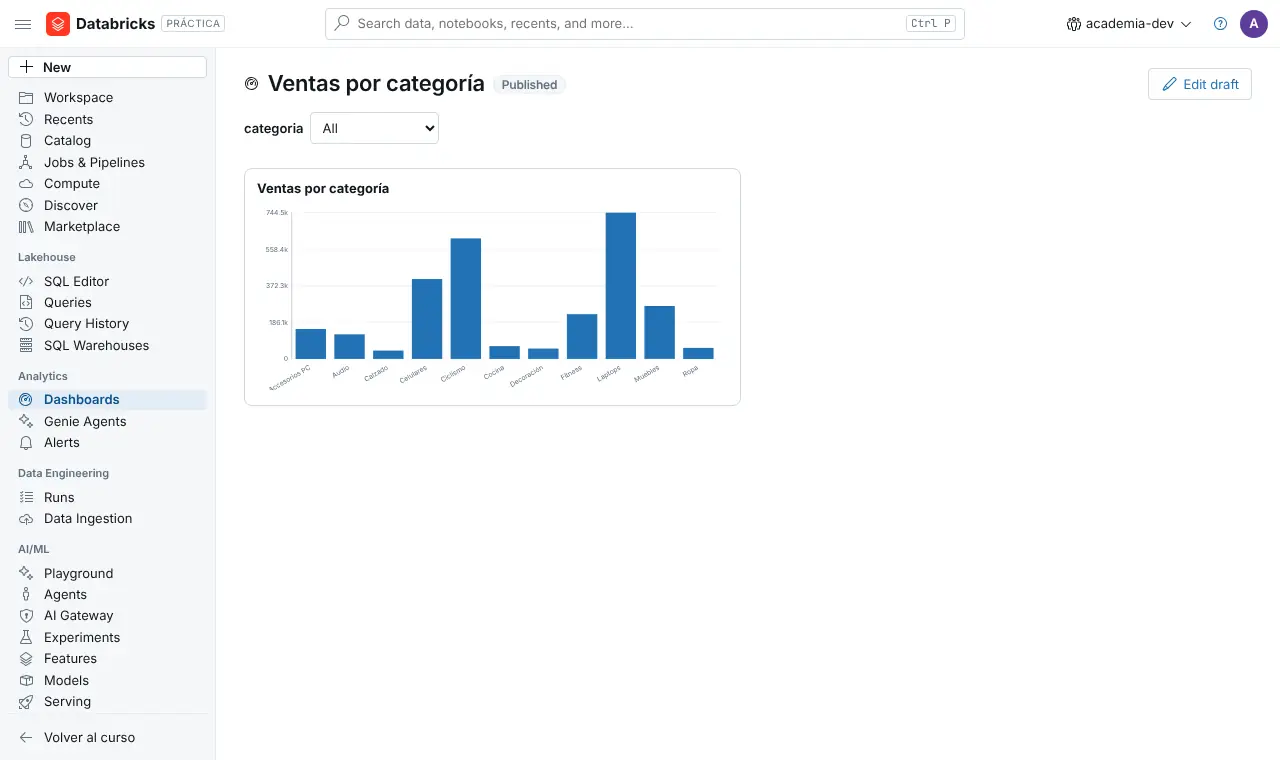 Databricks PRÁCTICA
Search data, notebooks, recents, and more... Ctrl P
academia-dev
A
New
Workspace
Recents
Catalog
Jobs & Pipelines
Compute
Discover
Marketplace
Lakehouse
SQL Editor
Queries
Query History
SQL Warehouses
Analytics
Dashboards
Genie Agents
Alerts
Data Engineering
Runs
Data Ingestion
AI/ML
Playground
Agents
AI Gateway
Experiments
Features
Models
Serving
Volver al curso
Ventas por categoría Published
Edit draft
categoria All
Ventas por categoría
744.5k
558.4k
372.3k
186.1k
0
Accesorios PC
Audio
Calzado
Celulares
Ciclismo
Cocina
Decoración
Fitness
Laptops
Muebles
Ropa